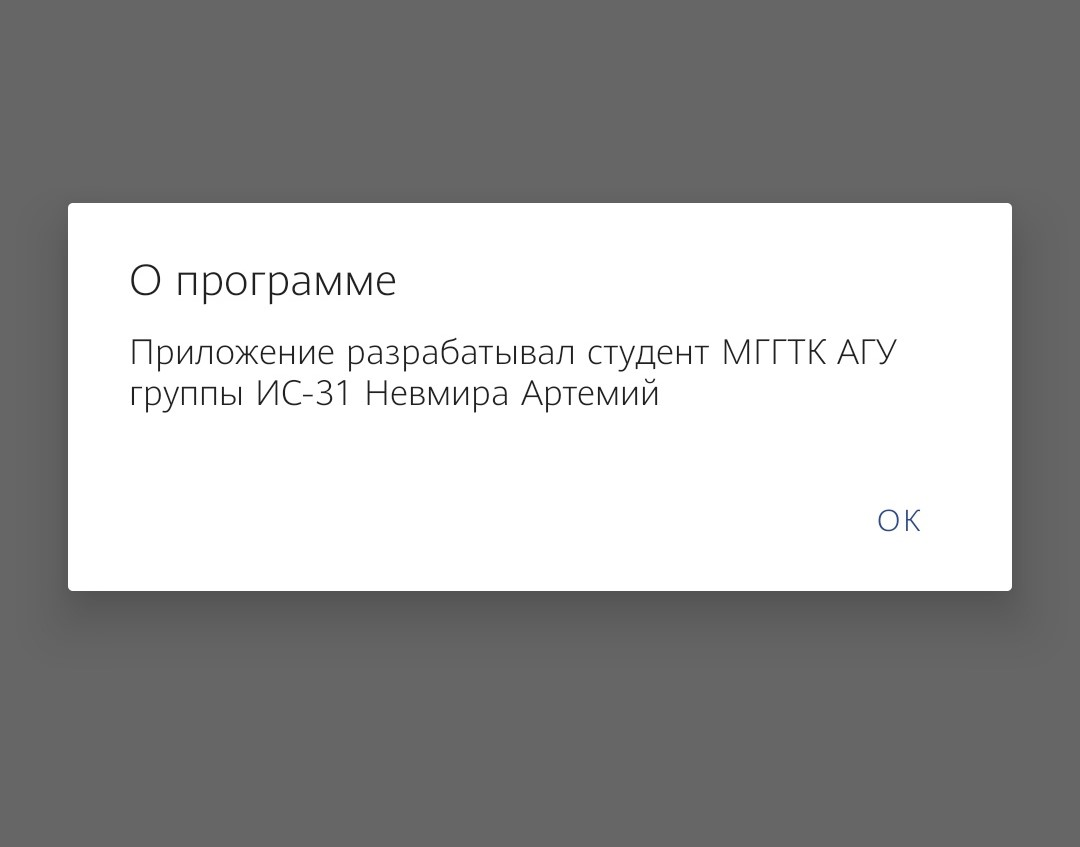 О программе
Приложение разрабатывал студент МГГТК АГУ
группы ИС-31 Невмира Артемий
ОК